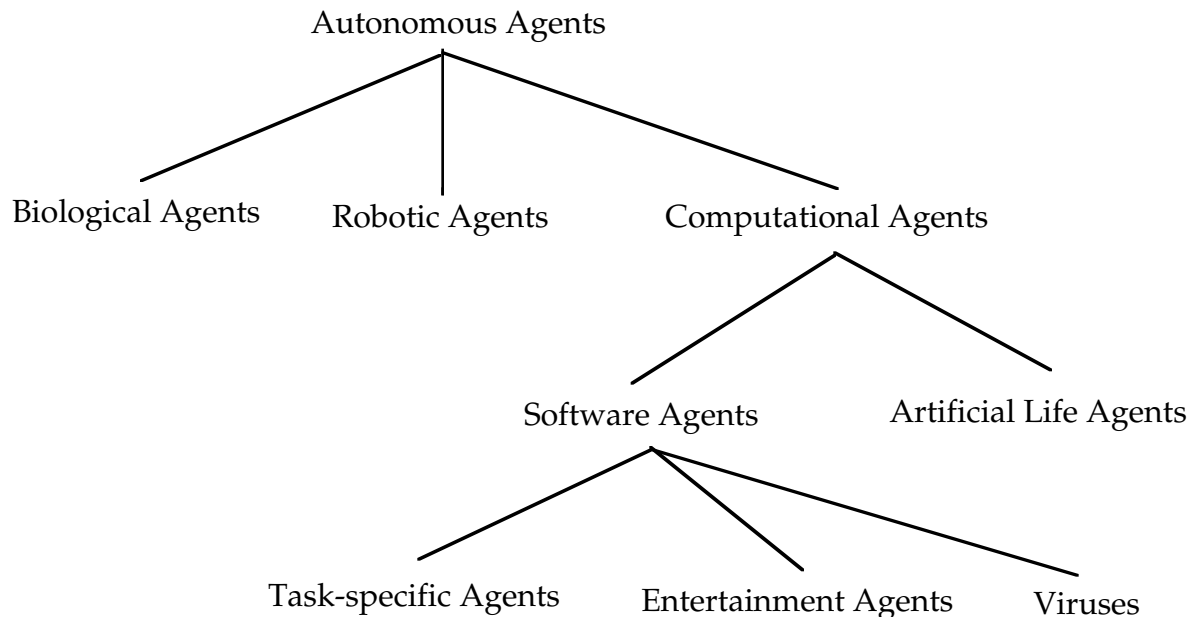 Autonomous Agents
Biological Agents Robotic Agents Computational Agents
Software Agents Artificial Life Agents
Task-specific Agents Entertainment Agents Viruses